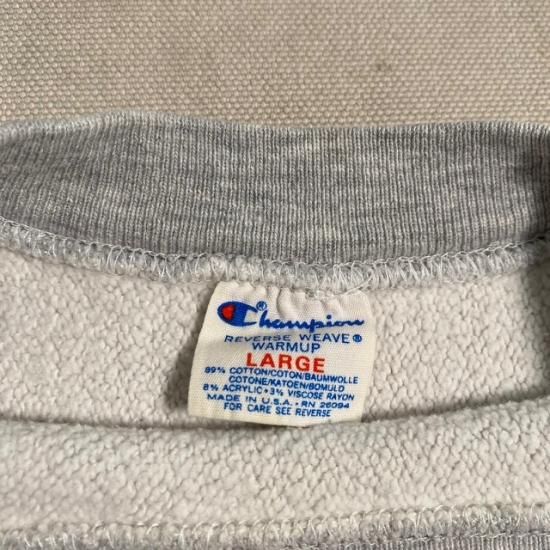 Champion®
REVERSE WEAVE®
WARMUP
LARGE
89% COTTON/COTON/BAUMWOLLE
COTONE/KATOEN/BOMULD
8% ACRYLIC • 3% VISCOSE RAYON
MADE IN U.S.A. • RN 26094
FOR CARE SEE REVERSE